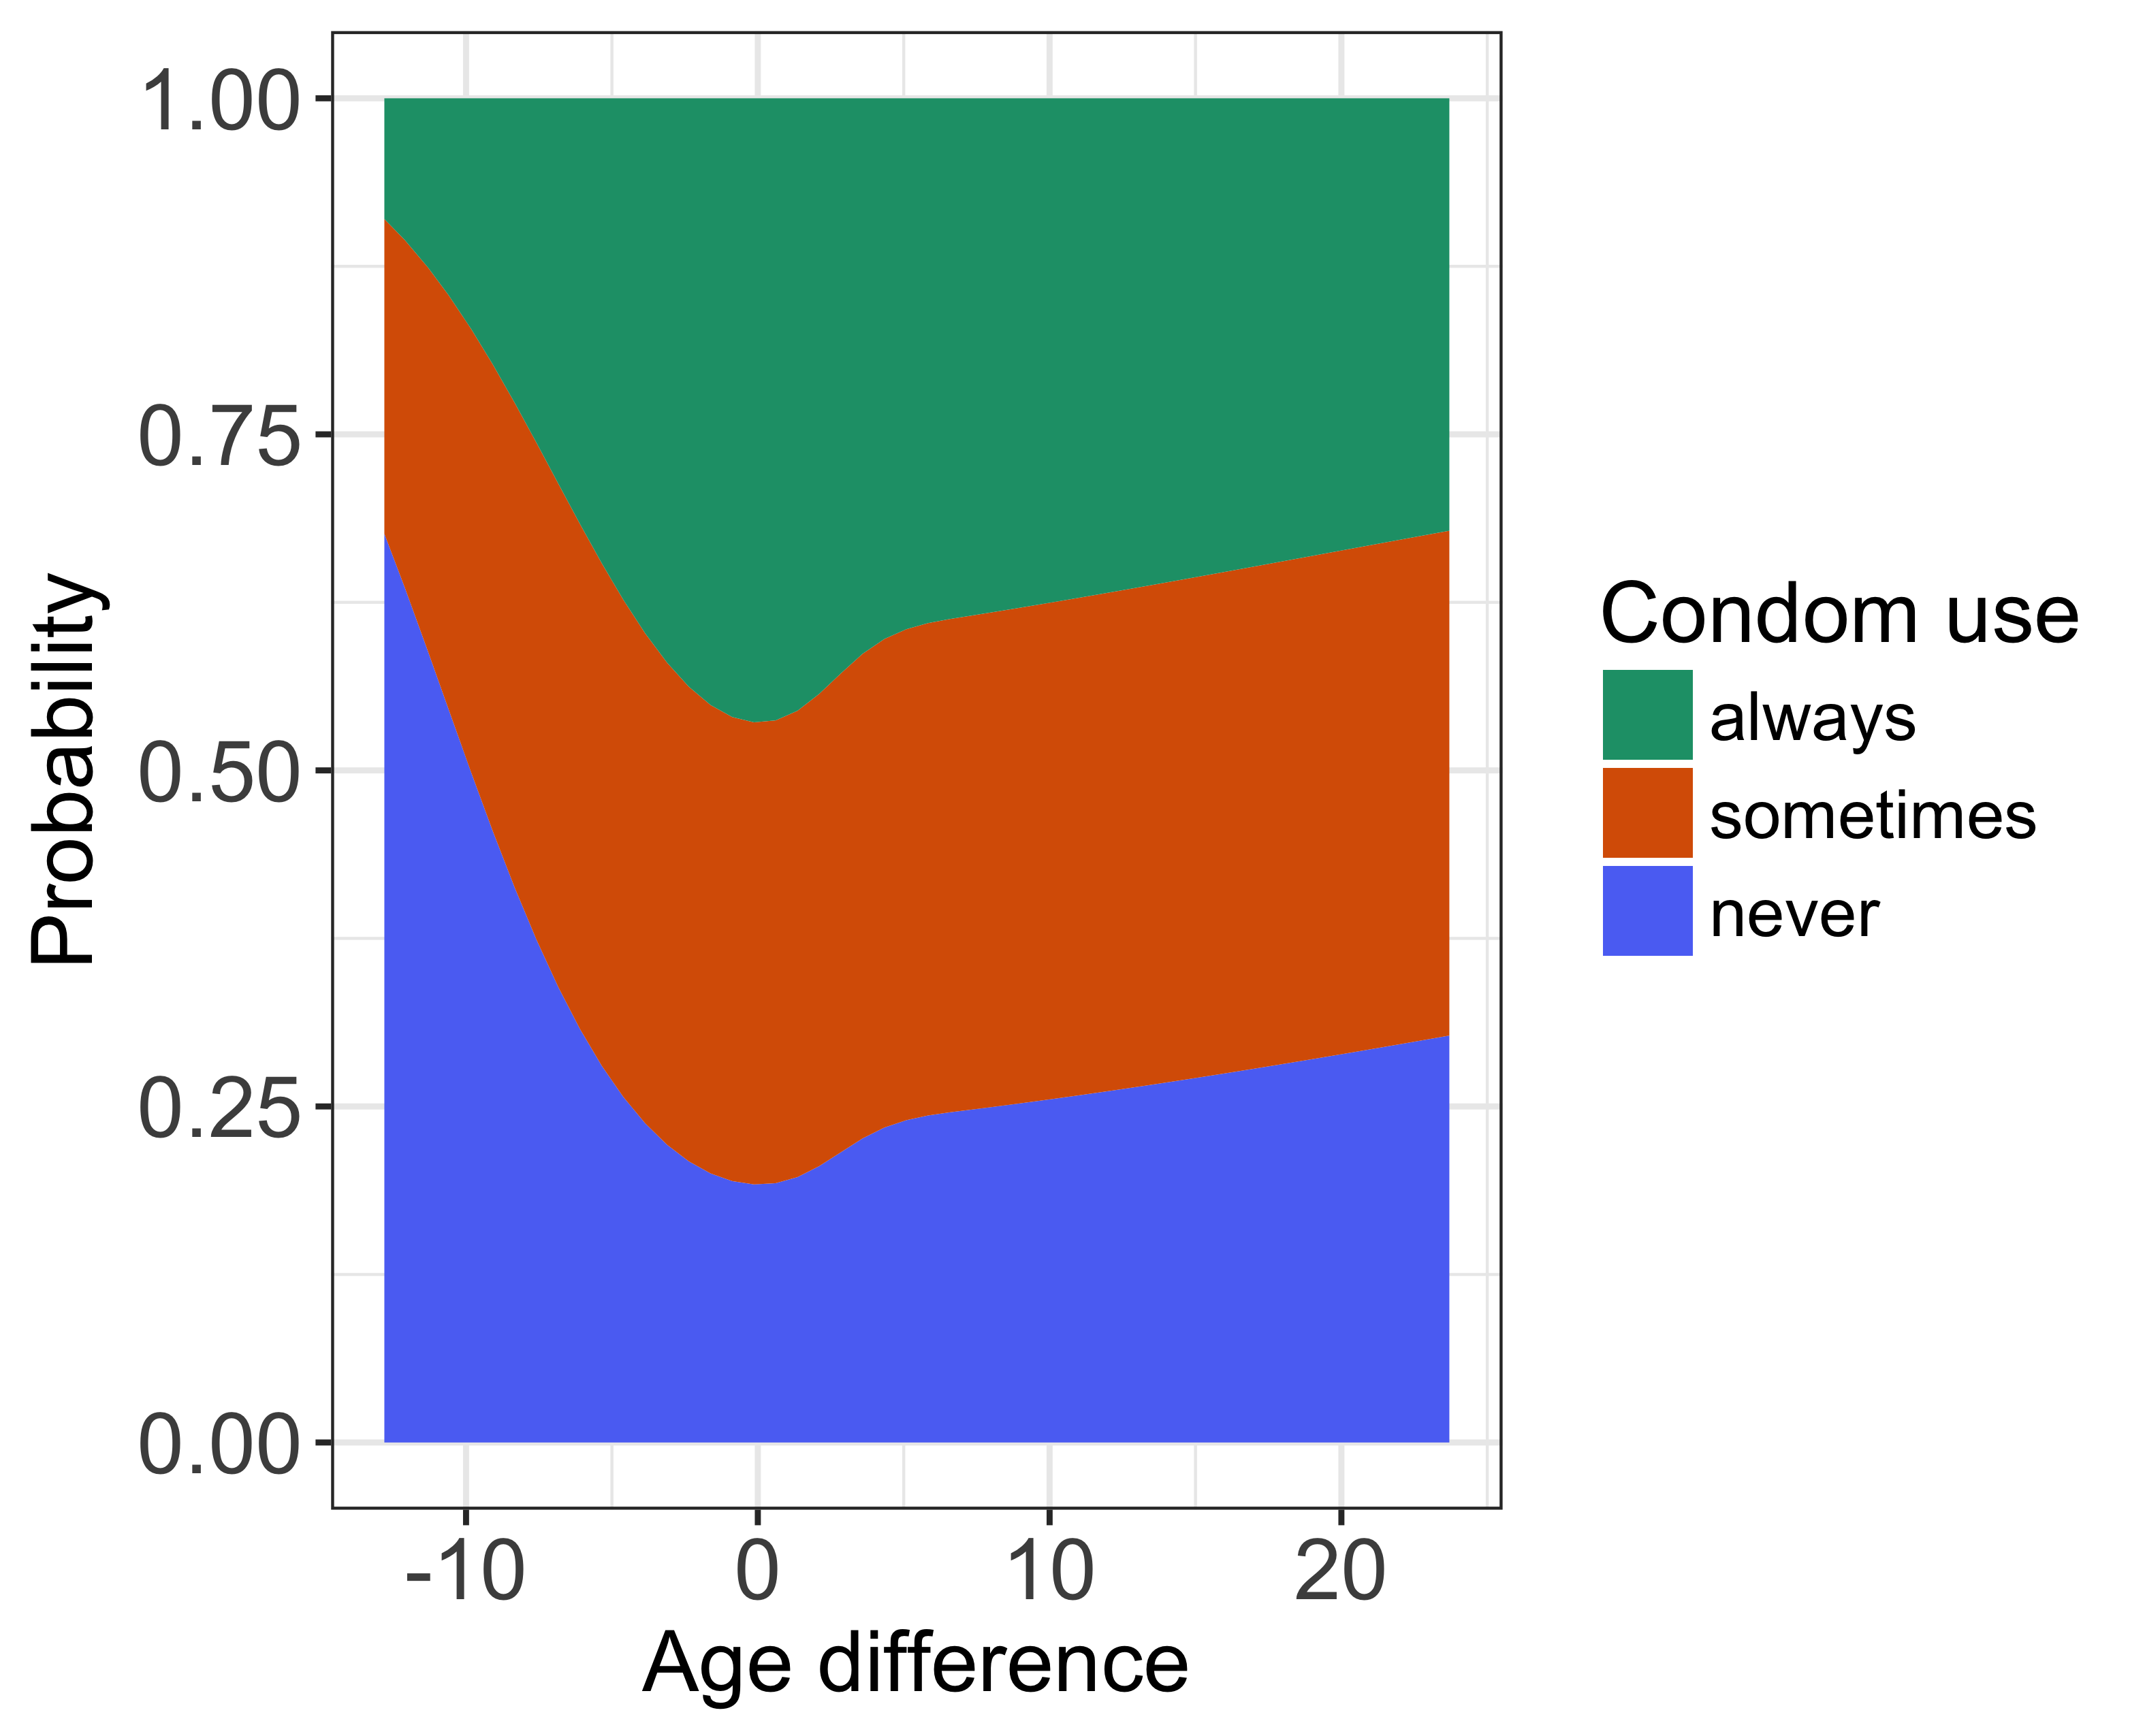 1.00
0.75
0.50
0.25
0.00
Probability
-10 0 10 20
Age difference
Condom use
always
sometimes
never